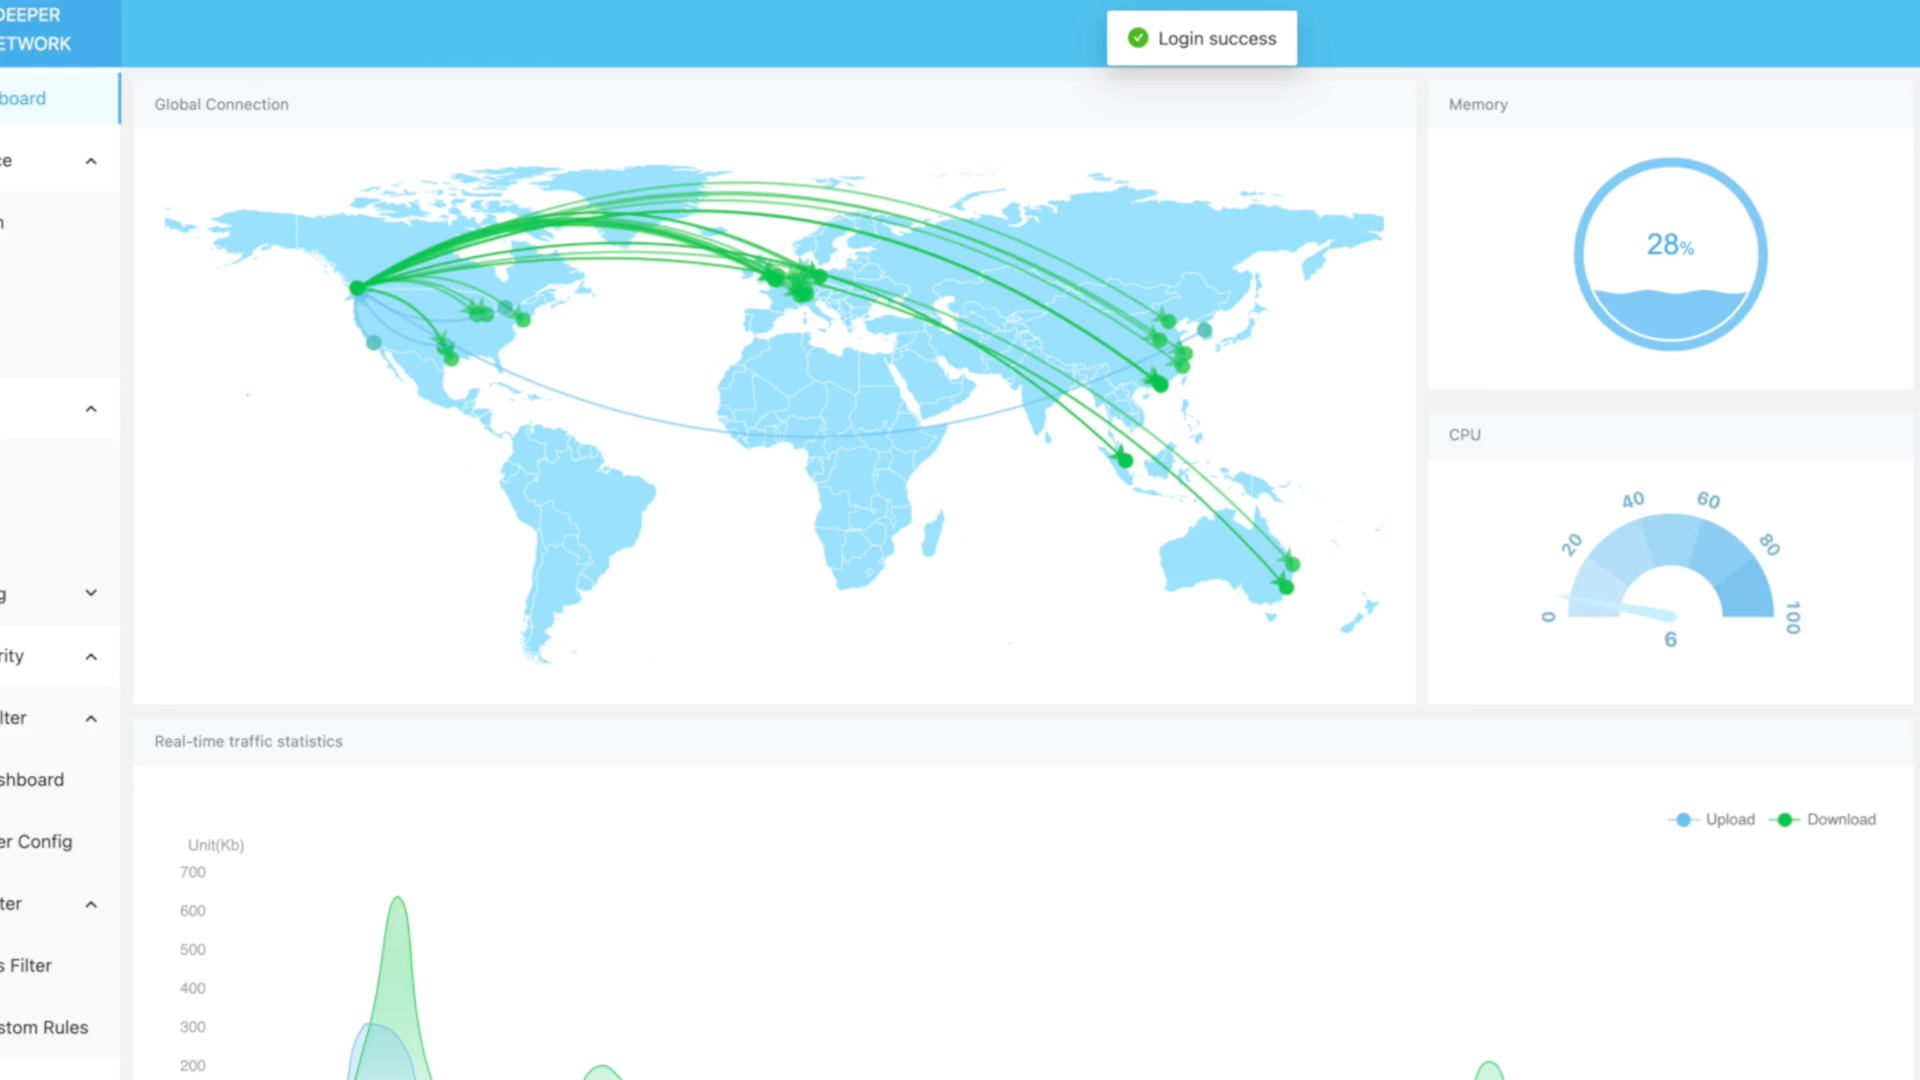 DEEPER
ETWORK
Login success
board
ce
n
g
rity
lter
shboard
er Config
ter
s Filter
stom Rules
Global Connection
Memory
28%
CPU
0
20
40
60
80
100
6
Real-time traffic statistics
Upload
Download
Unit(Kb)
700
600
500
400
300
200